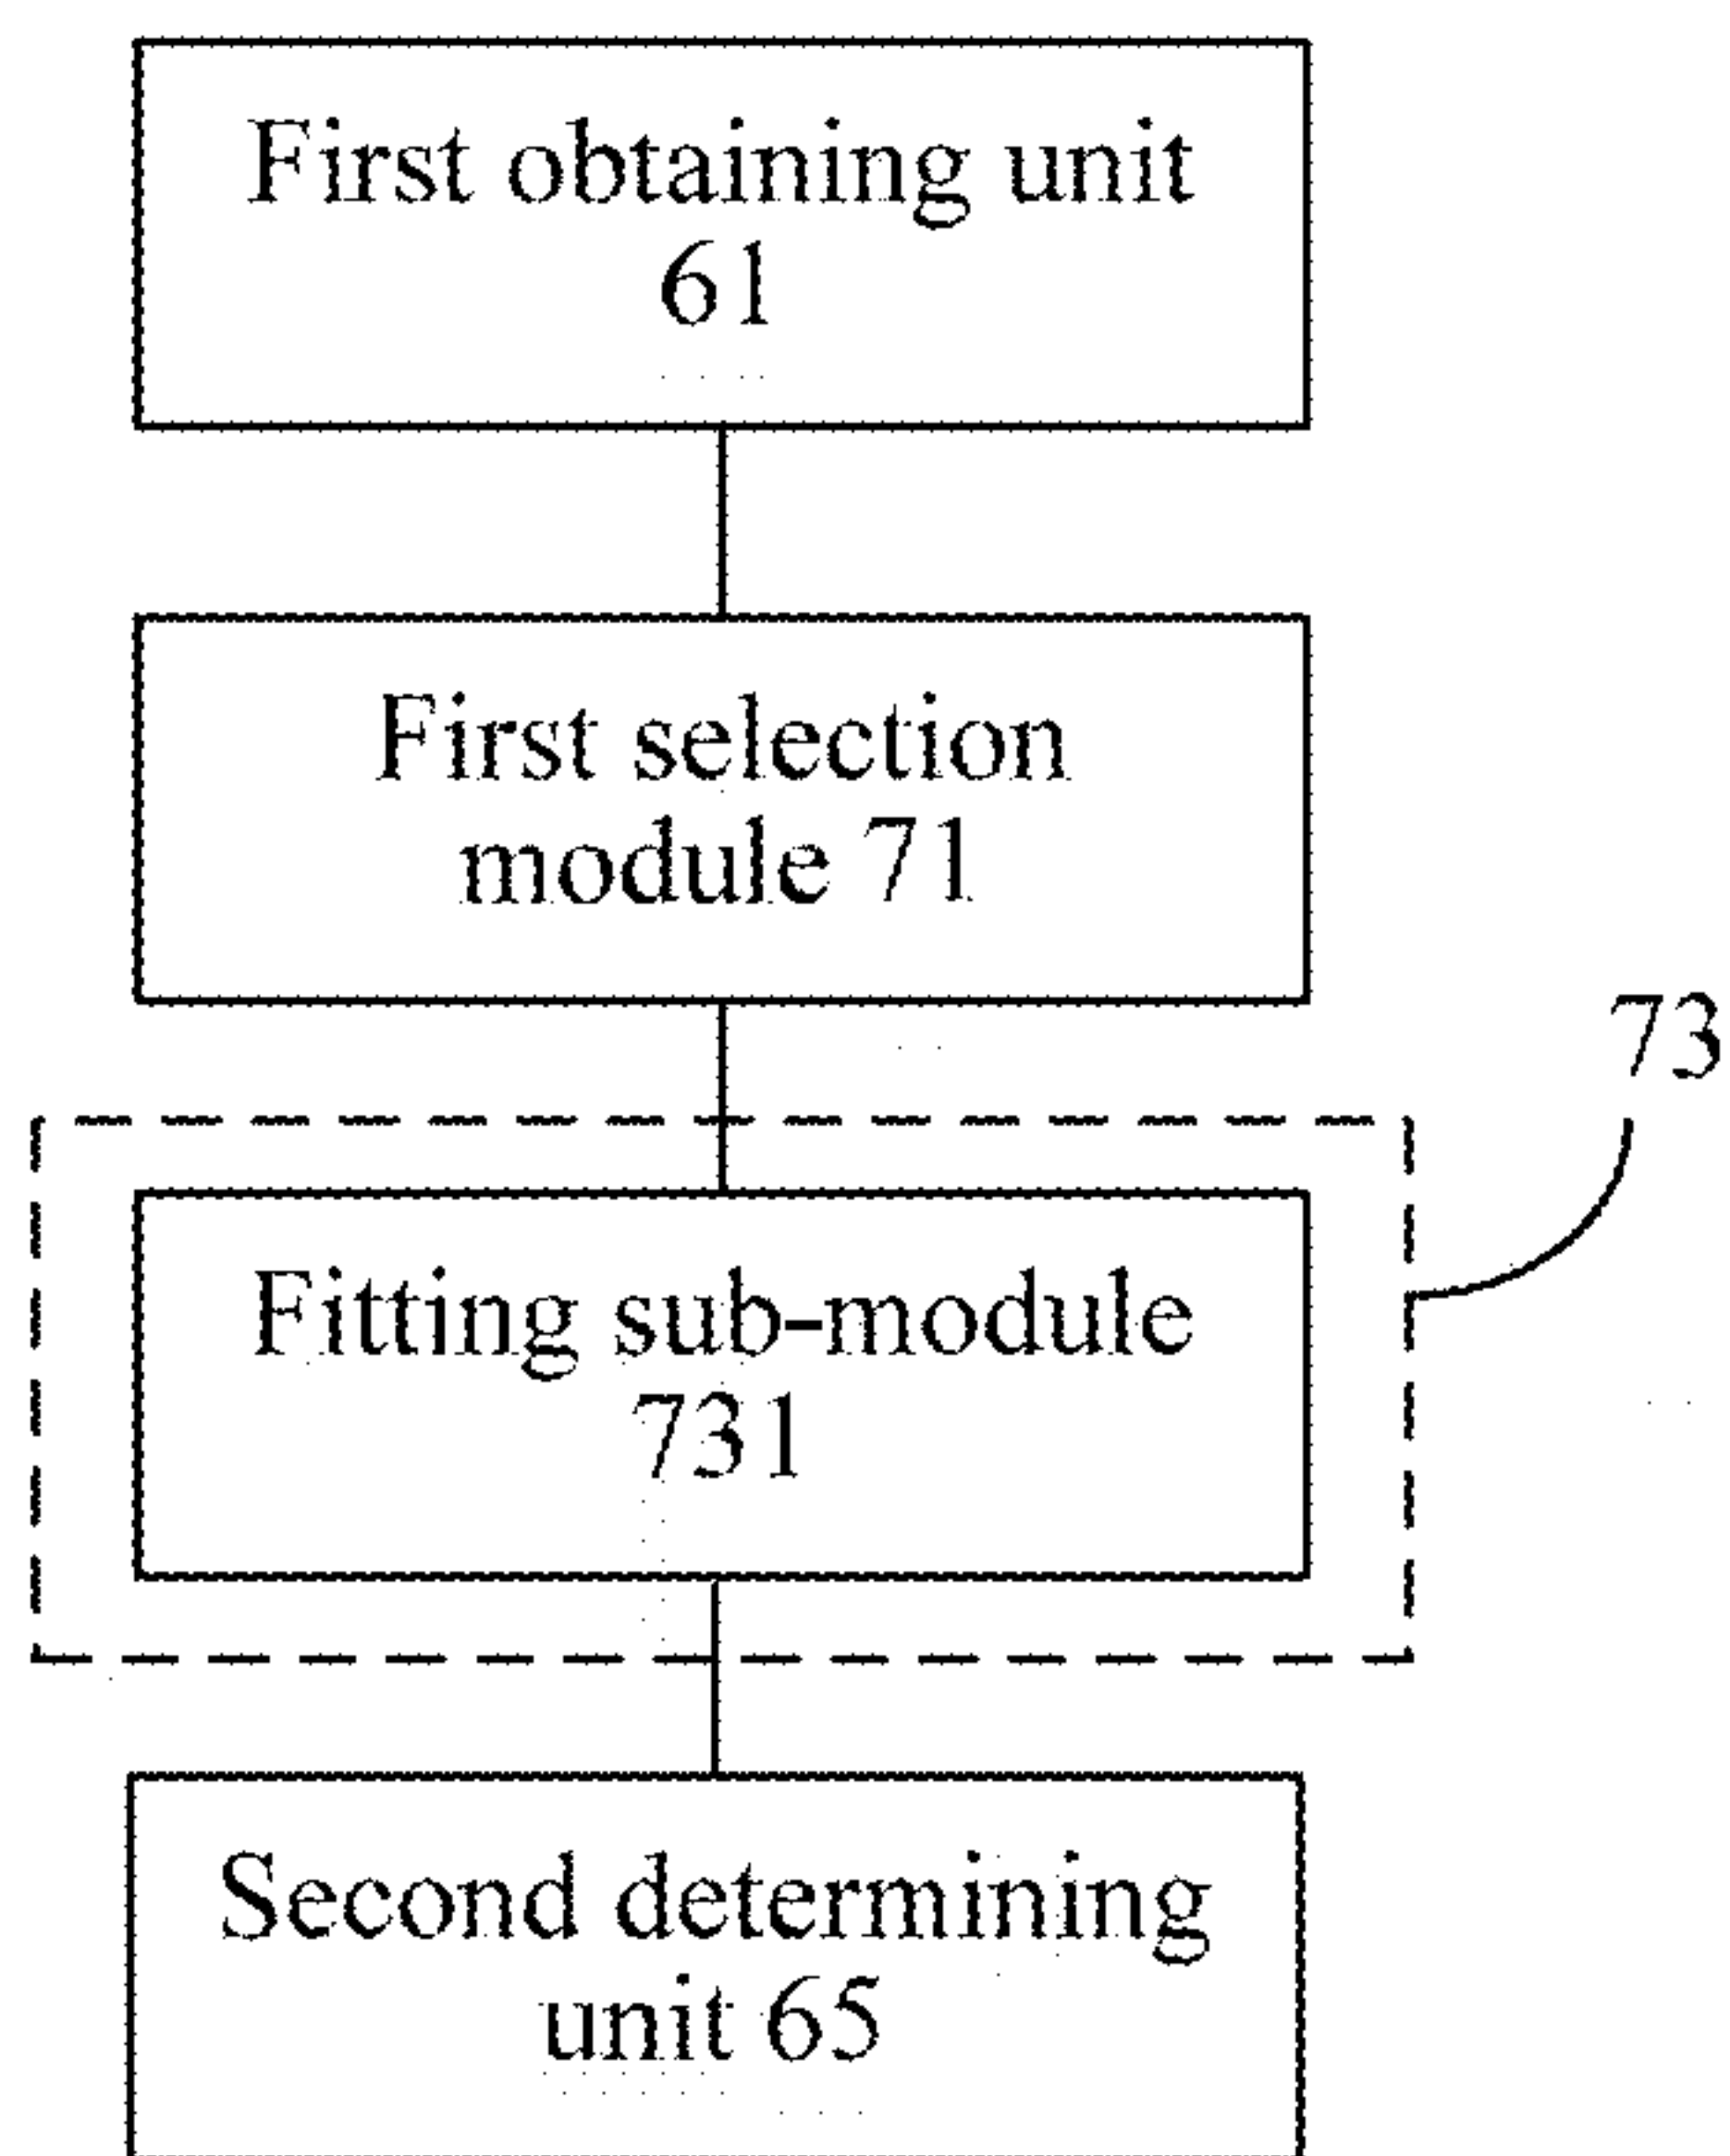 First obtaining unit
61
First selection
module 71
73
Fitting sub-module
731
Second determining
unit 65